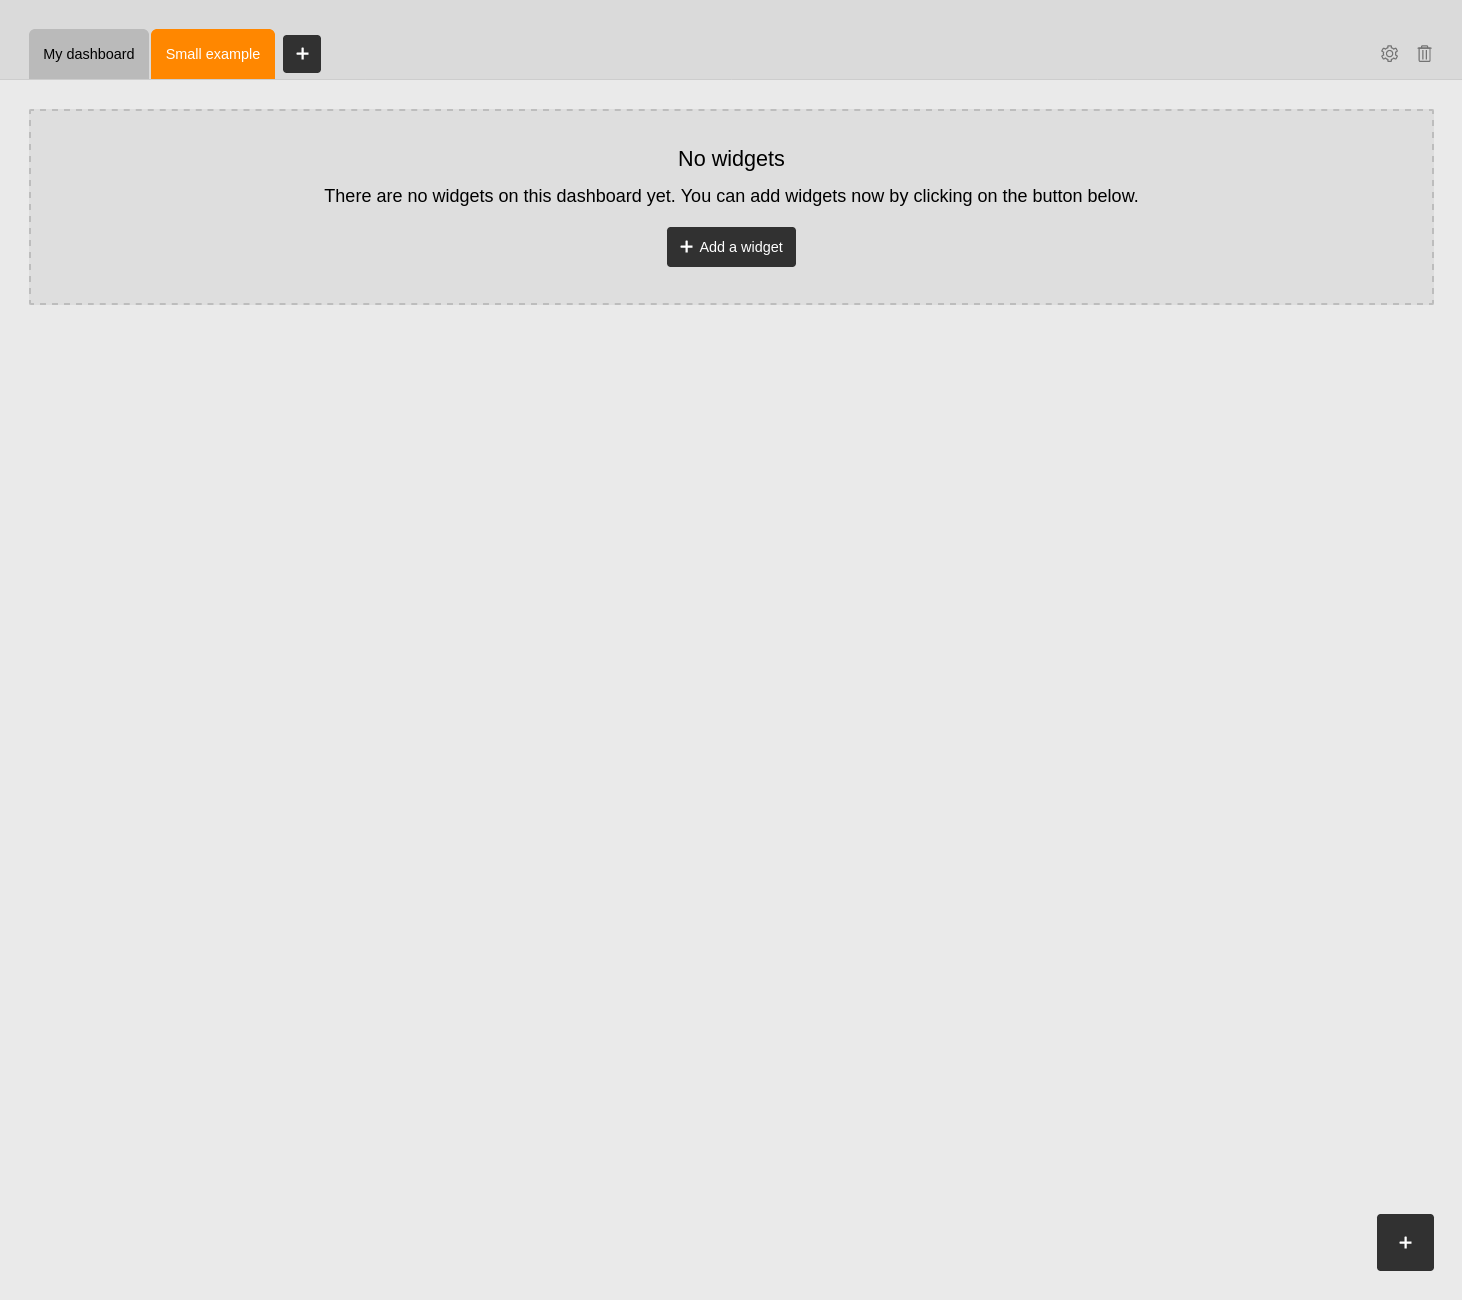 My dashboard
Small example
No widgets
There are no widgets on this dashboard yet. You can add widgets now by clicking on the button below.
Add a widget